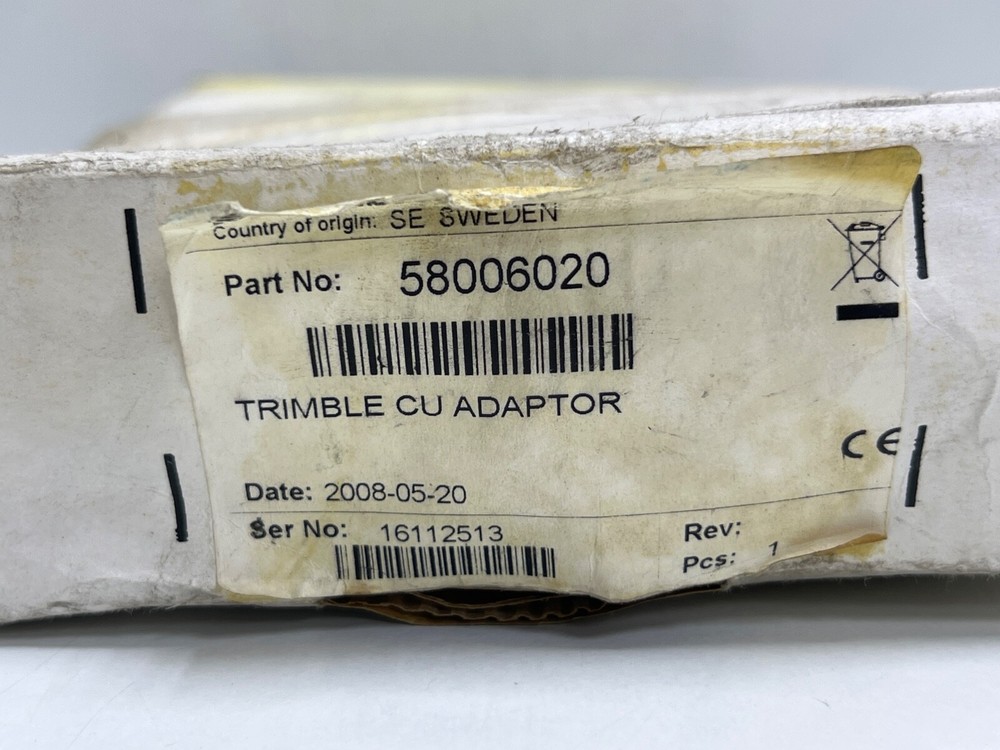 Country of origin: SE SWEDEN
Part No: 58006020
TRIMBLE CU ADAPTOR
CE
Date: 2008-05-20
Ser No: 16112513
Rev:
Pcs: 1